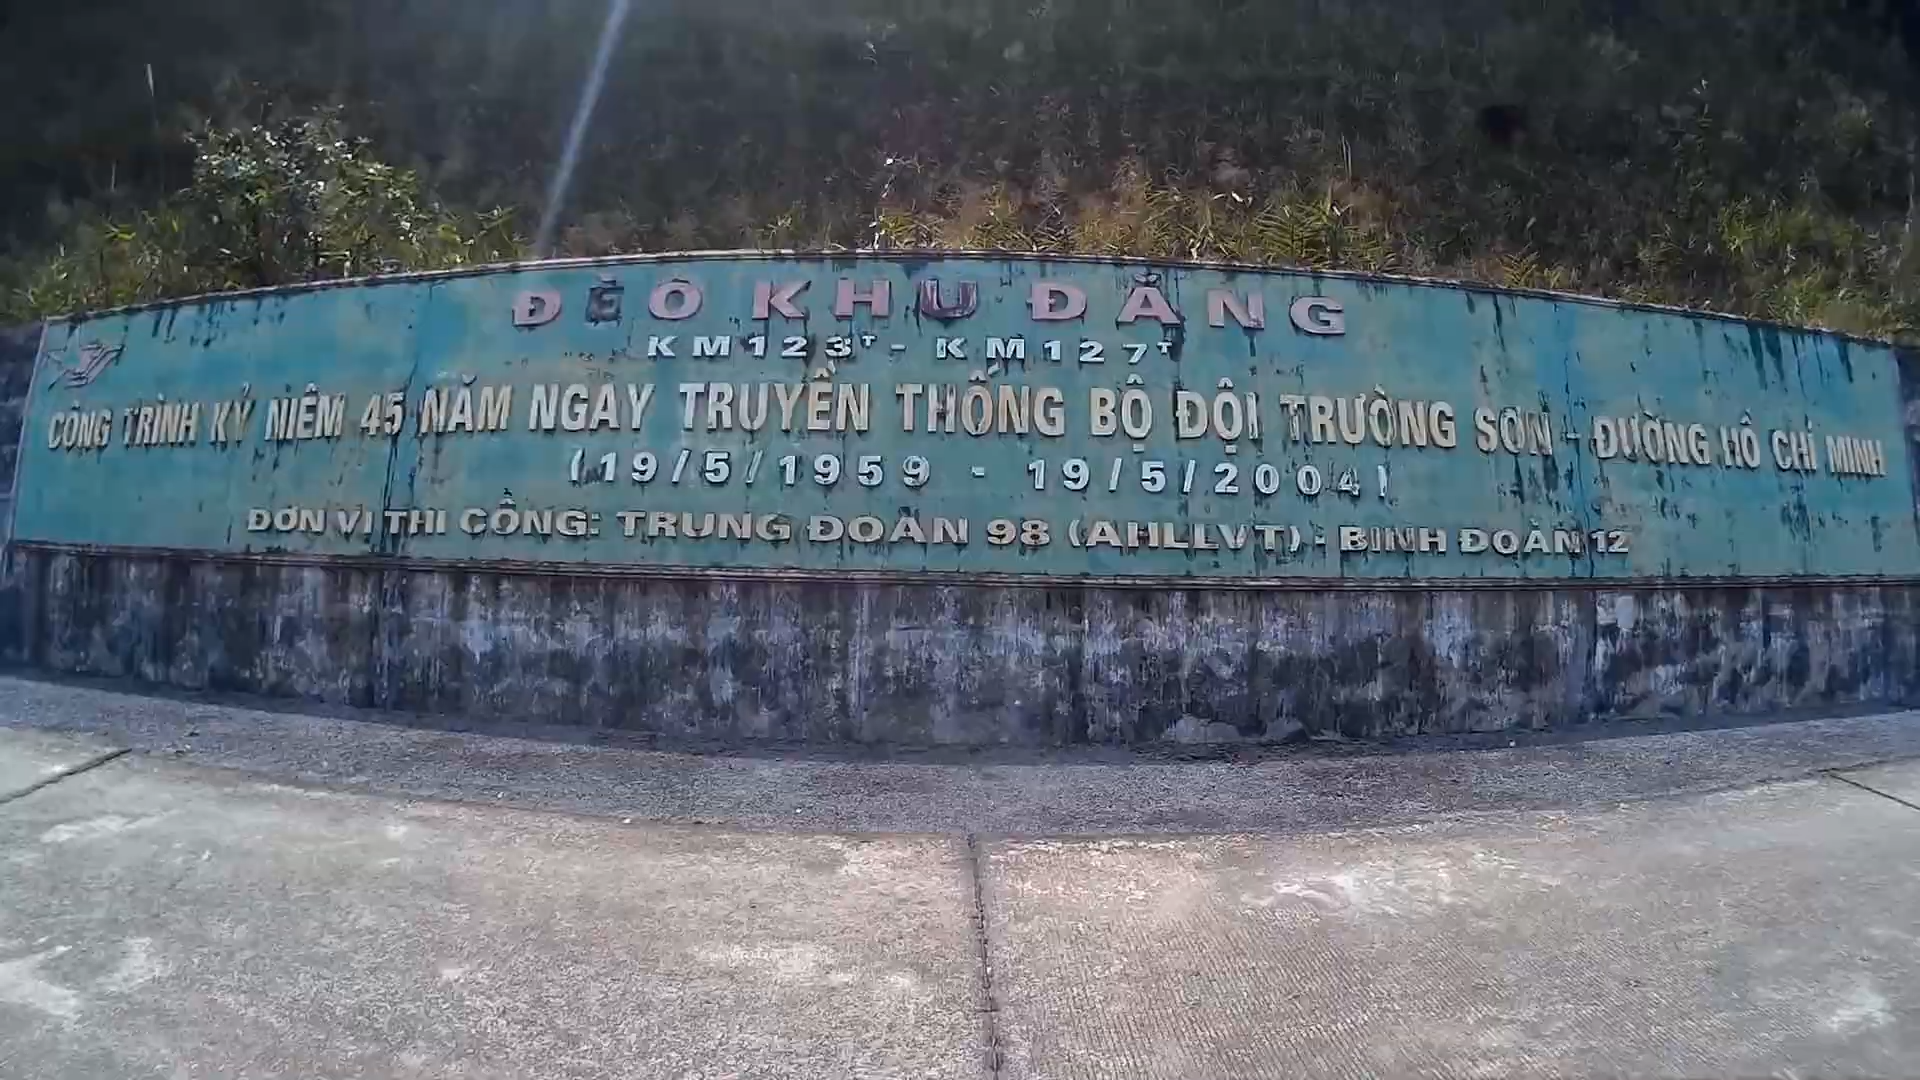 ĐÈO KHU ĐĂNG
KM123ᵀ - KM127ᵀ
CÔNG TRÌNH KỶ NIỆM 45 NĂM NGÀY TRUYỀN THỐNG BỘ ĐỘI TRƯỜNG SƠN - ĐƯỜNG HỒ CHÍ MINH
(19/5/1959 - 19/5/2004)
ĐƠN VỊ THI CÔNG: TRUNG ĐOÀN 98 (AHLLVT) - BINH ĐOÀN 12